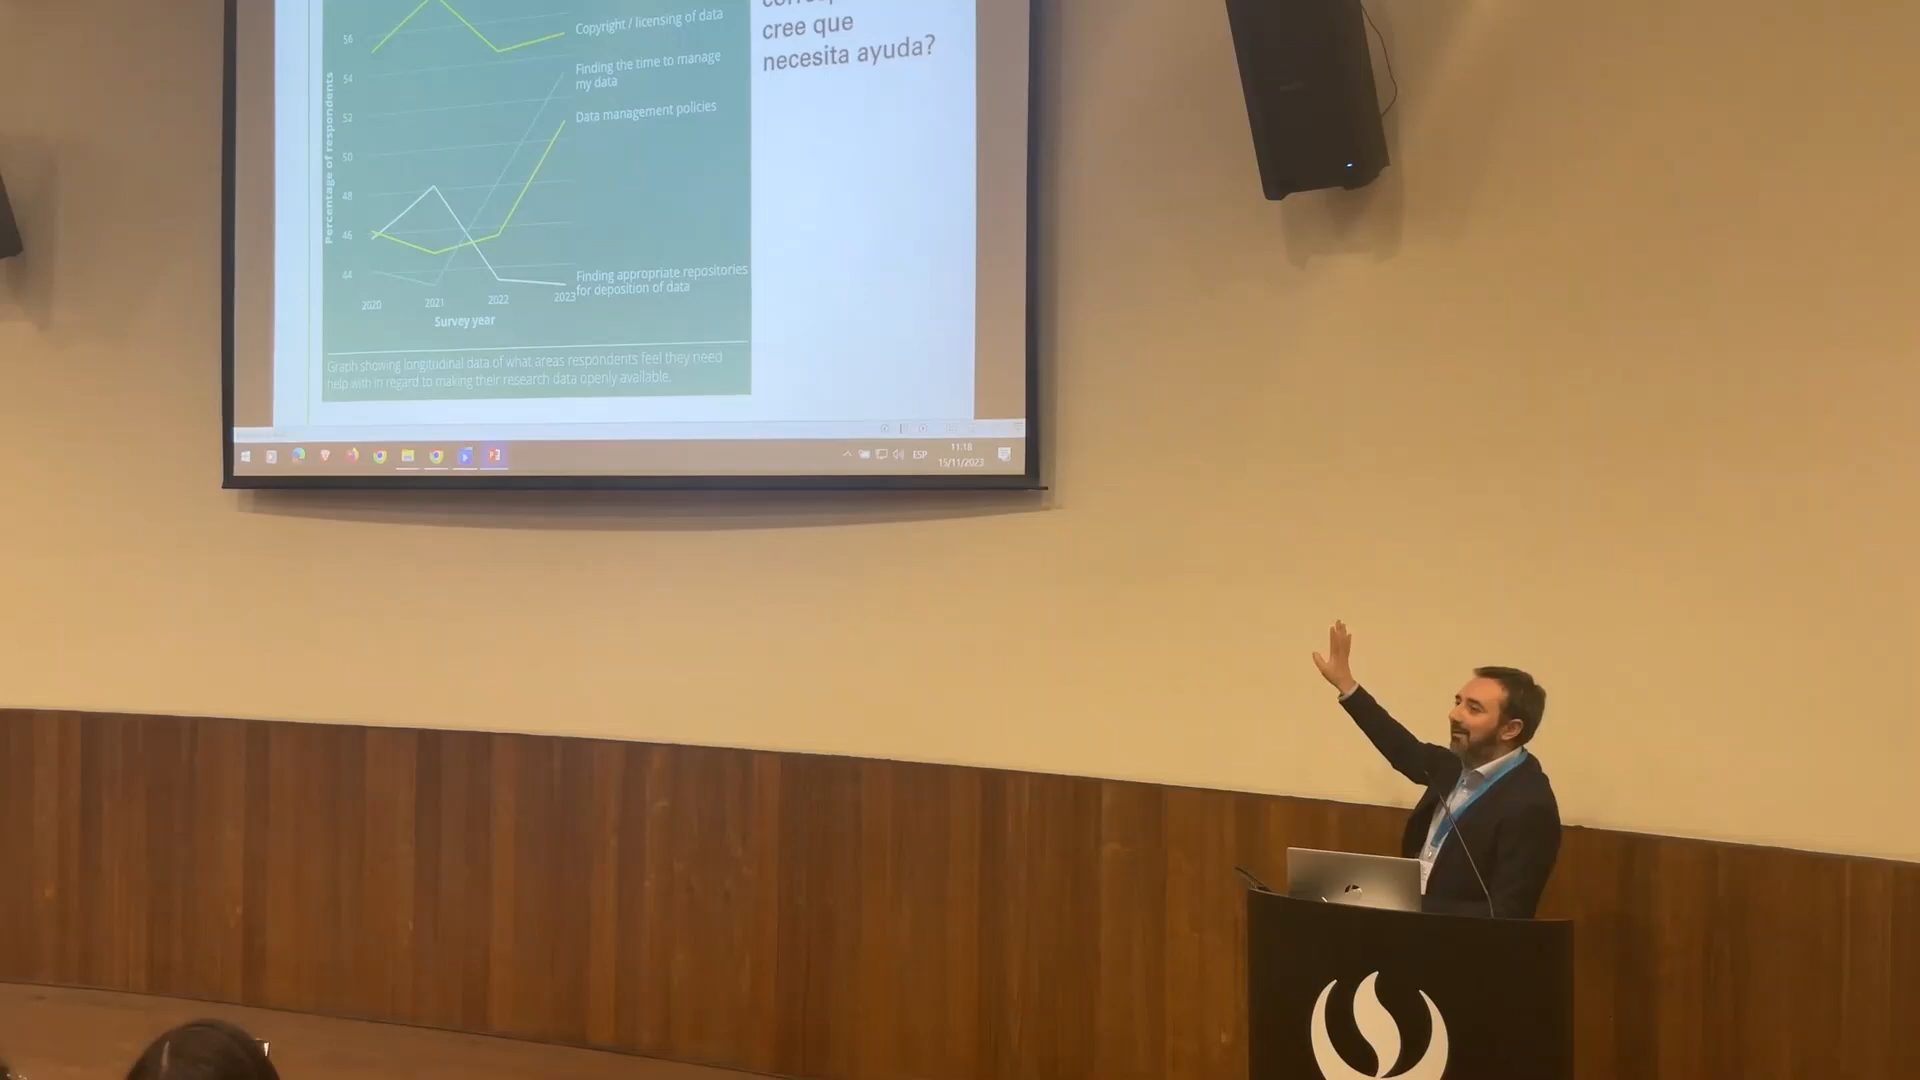 cree que
necesita ayuda?
56
54
52
50
48
46
44
Percentage of respondents
2020
2021
2022
2023
Survey year
Copyright / licensing of data
Finding the time to manage
my data
Data management policies
Finding appropriate repositories
for deposition of data
Graph showing longitudinal data of what areas respondents feel they need
help with in regard to making their research data openly available.
ESP
11:18
15/11/2023